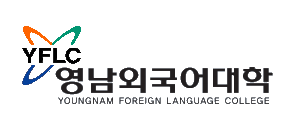 YFLC
영남외국어대학
YOUNGNAM FOREIGN LANGUAGE COLLEGE